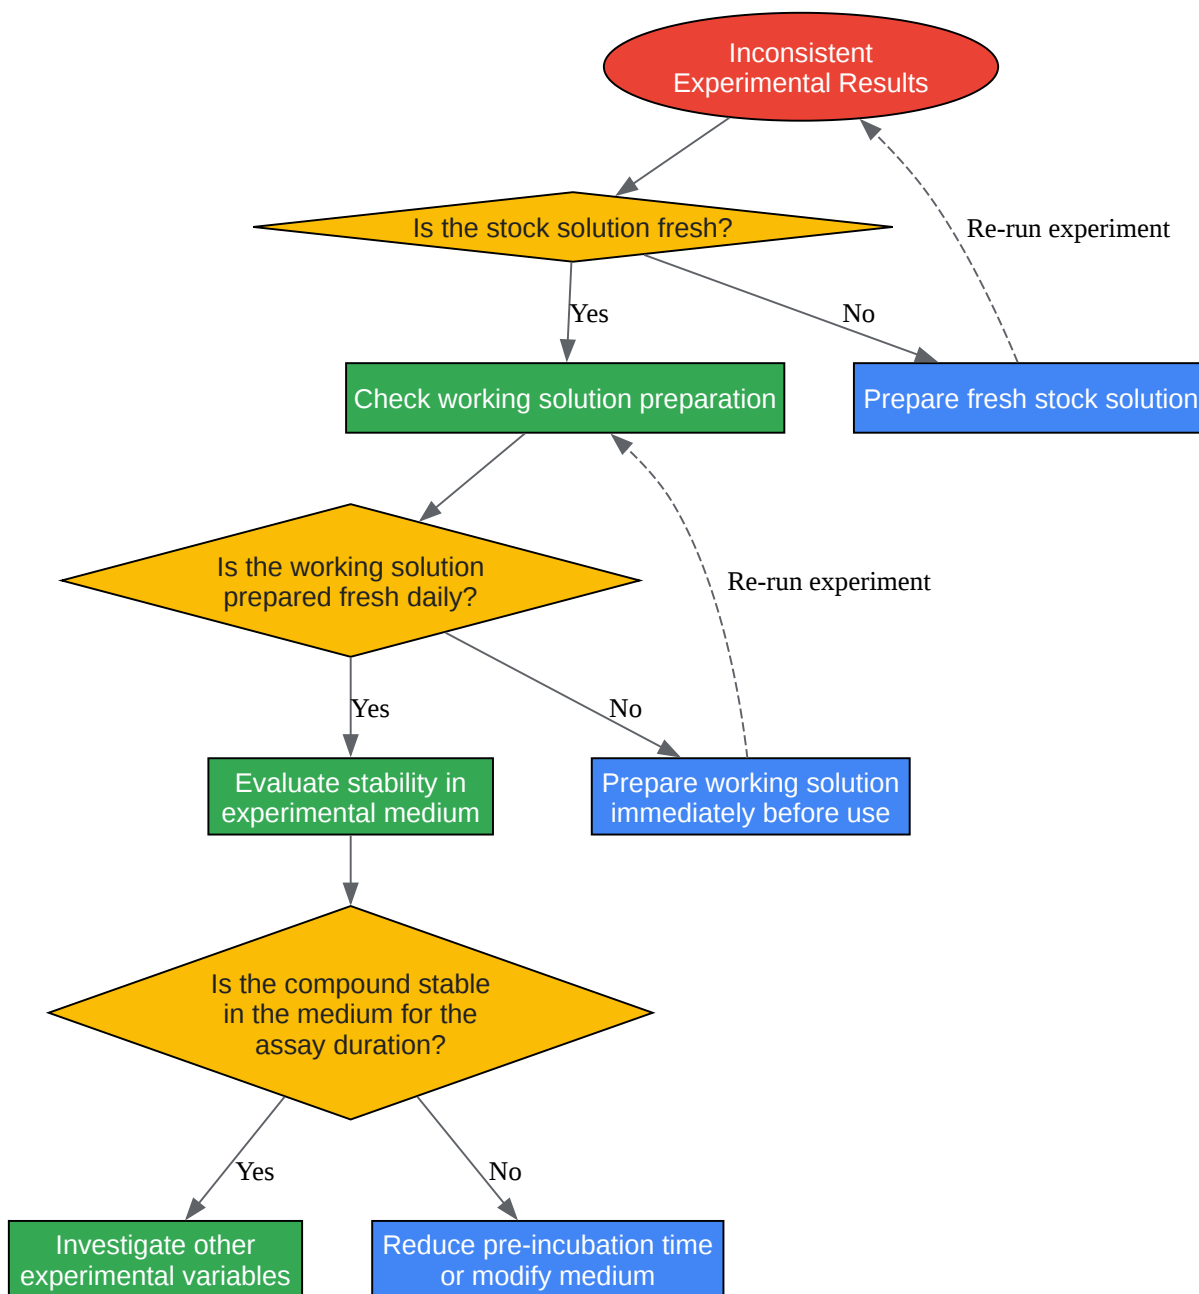 Inconsistent
Experimental Results
Is the stock solution fresh?
Re-run experiment
Yes
No
Check working solution preparation
Prepare fresh stock solution
Is the working solution
prepared fresh daily?
Re-run experiment
Yes
No
Evaluate stability in
experimental medium
Prepare working solution
immediately before use
Is the compound stable
in the medium for the
assay duration?
Yes
No
Investigate other
experimental variables
Reduce pre-incubation time
or modify medium